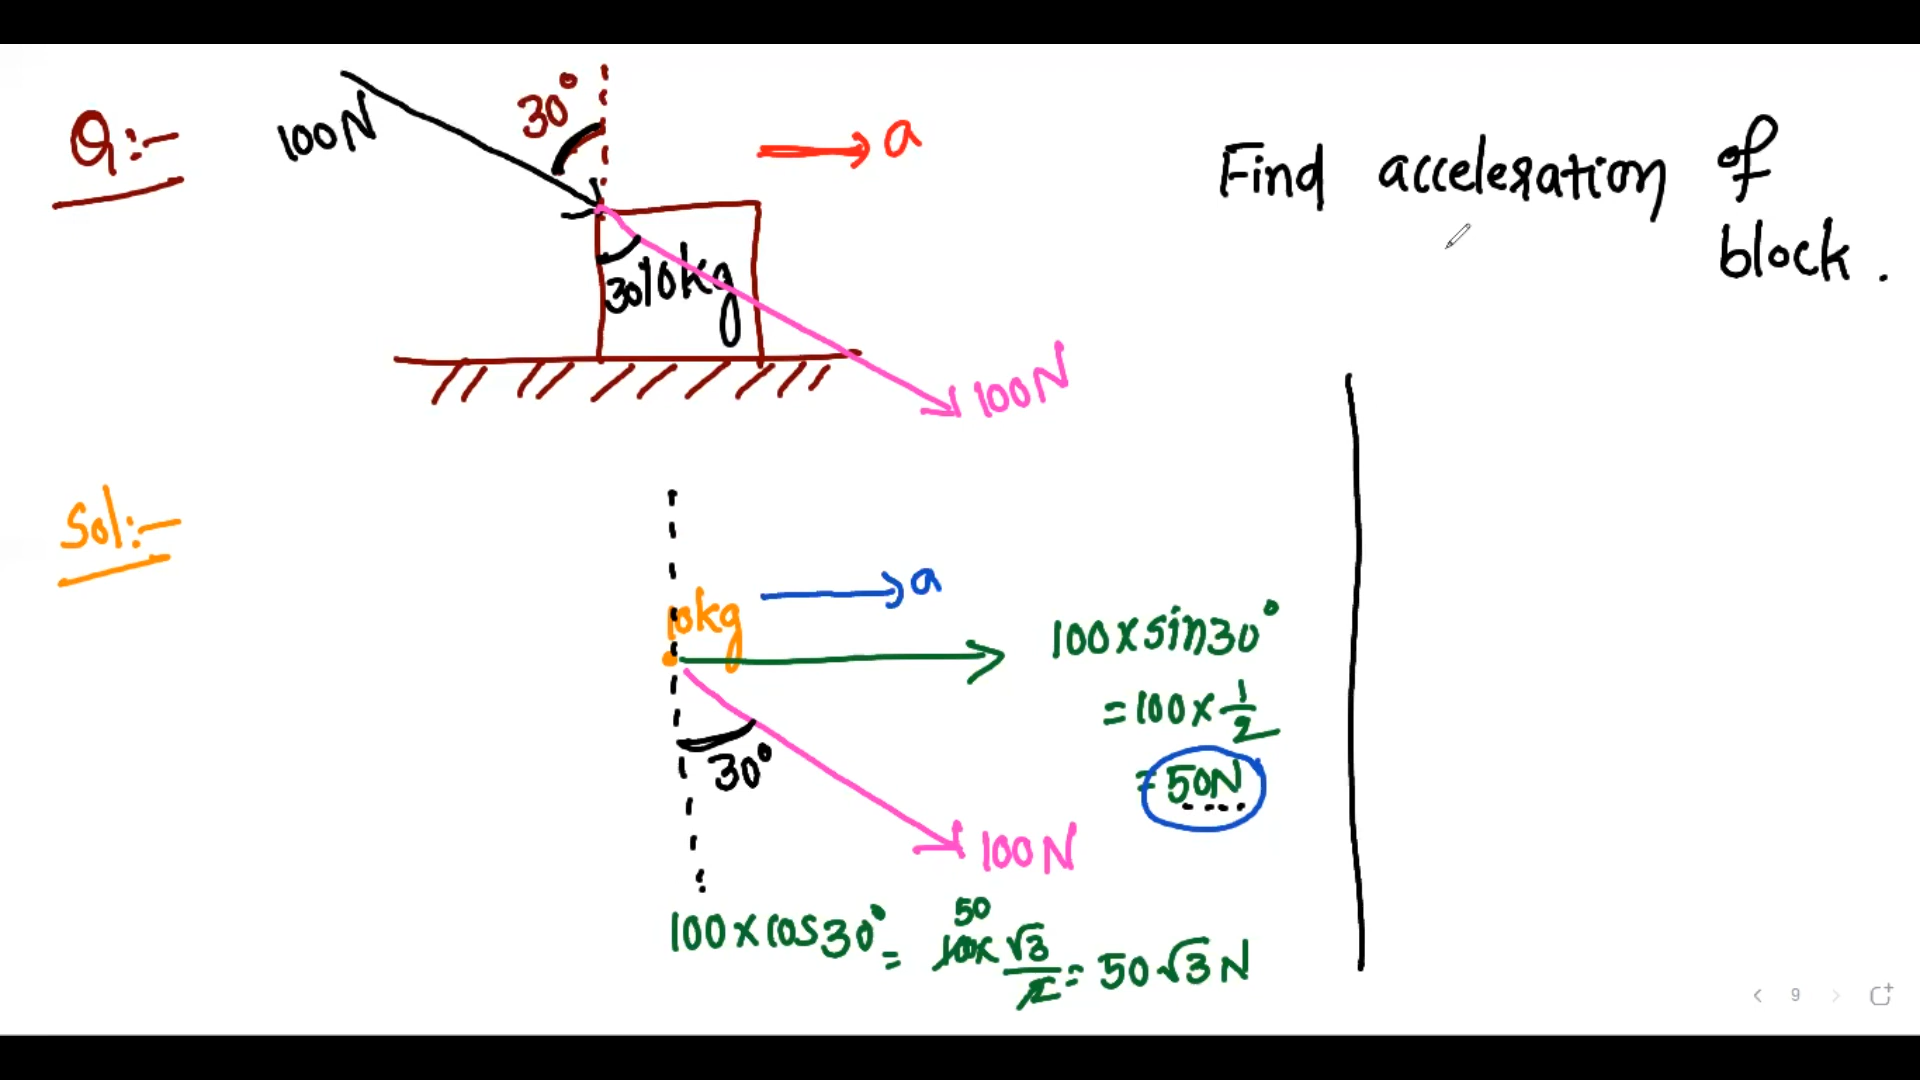 Q:-
100N
30°
a
Find acceleration of
block.
30
10kg
100N
Sol:-
a
10kg
100×sin30°
=100×1/2
=50N
30°
100N
100×cos30° = 100× √3/2 = 50√3 N
50
9